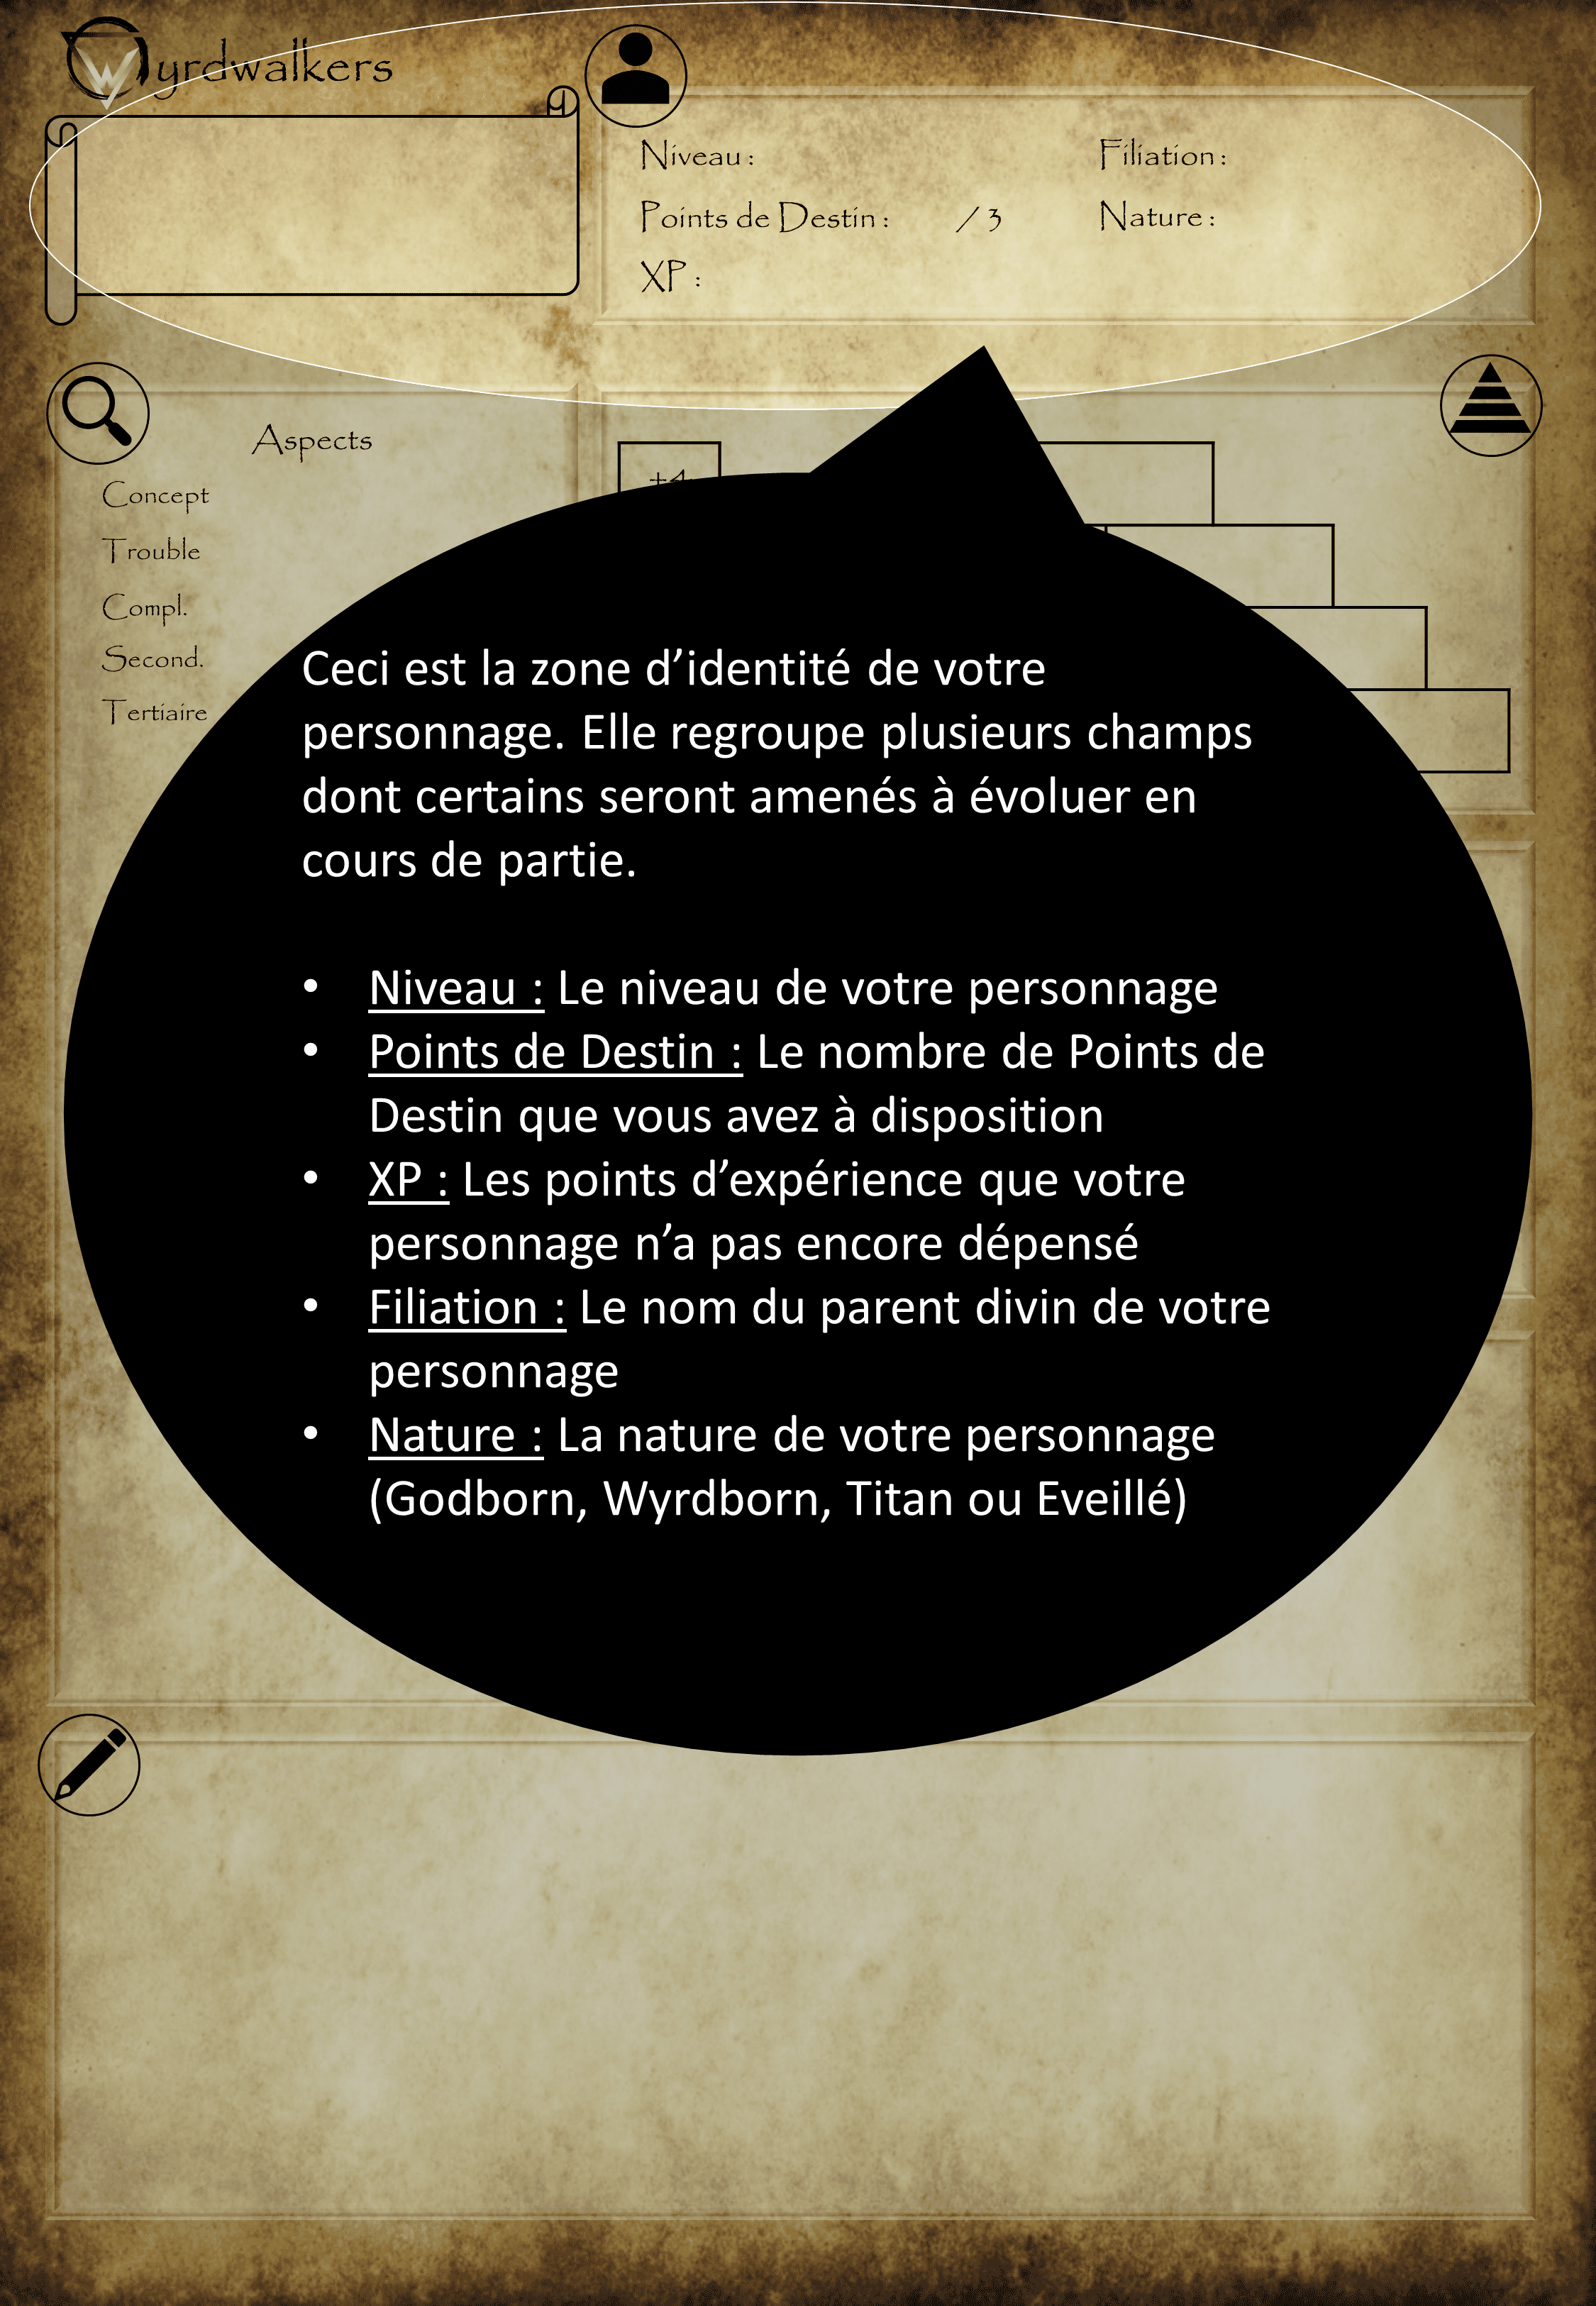 Wyrdwalkers
Niveau :
Filiation :
Points de Destin : / 3
Nature :
XP :
Aspects
Concept
Trouble
Compl.
Second.
Tertiaire
+4
Ceci est la zone d’identité de votre
personnage. Elle regroupe plusieurs champs
dont certains seront amenés à évoluer en
cours de partie.
• Niveau : Le niveau de votre personnage
• Points de Destin : Le nombre de Points de
Destin que vous avez à disposition
• XP : Les points d’expérience que votre
personnage n’a pas encore dépensé
• Filiation : Le nom du parent divin de votre
personnage
• Nature : La nature de votre personnage
(Godborn, Wyrdborn, Titan ou Eveillé)